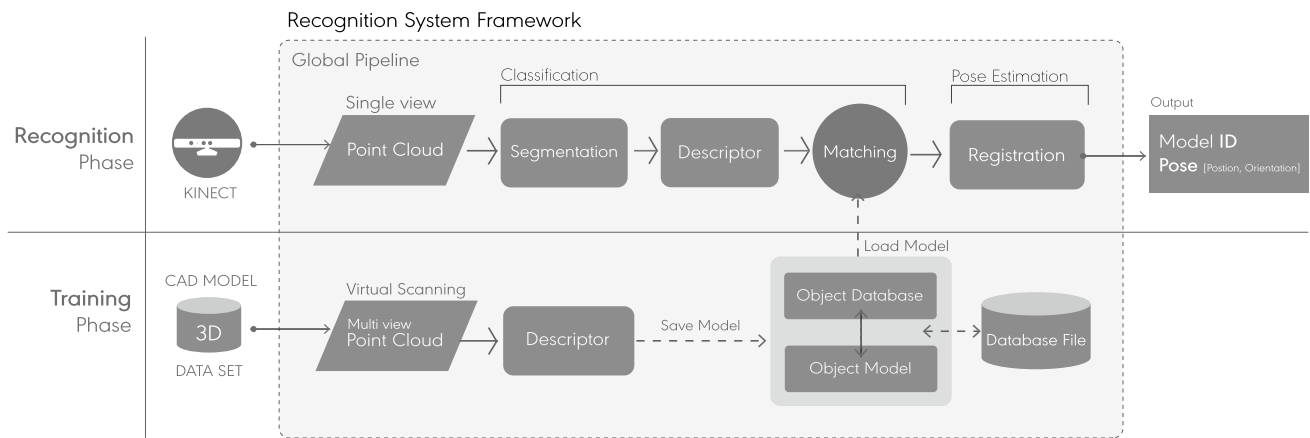 Recognition System Framework
Global Pipeline
Classification
Pose Estimation
Single view
Output
Recognition
Phase
KINECT
Point Cloud
Segmentation
Descriptor
Matching
Registration
Model ID
Pose [Postion, Orientation]
Load Model
Training
Phase
CAD MODEL
3D
DATA SET
Virtual Scanning
Multi view
Point Cloud
Descriptor
Save Model
Object Database
Object Model
Database File